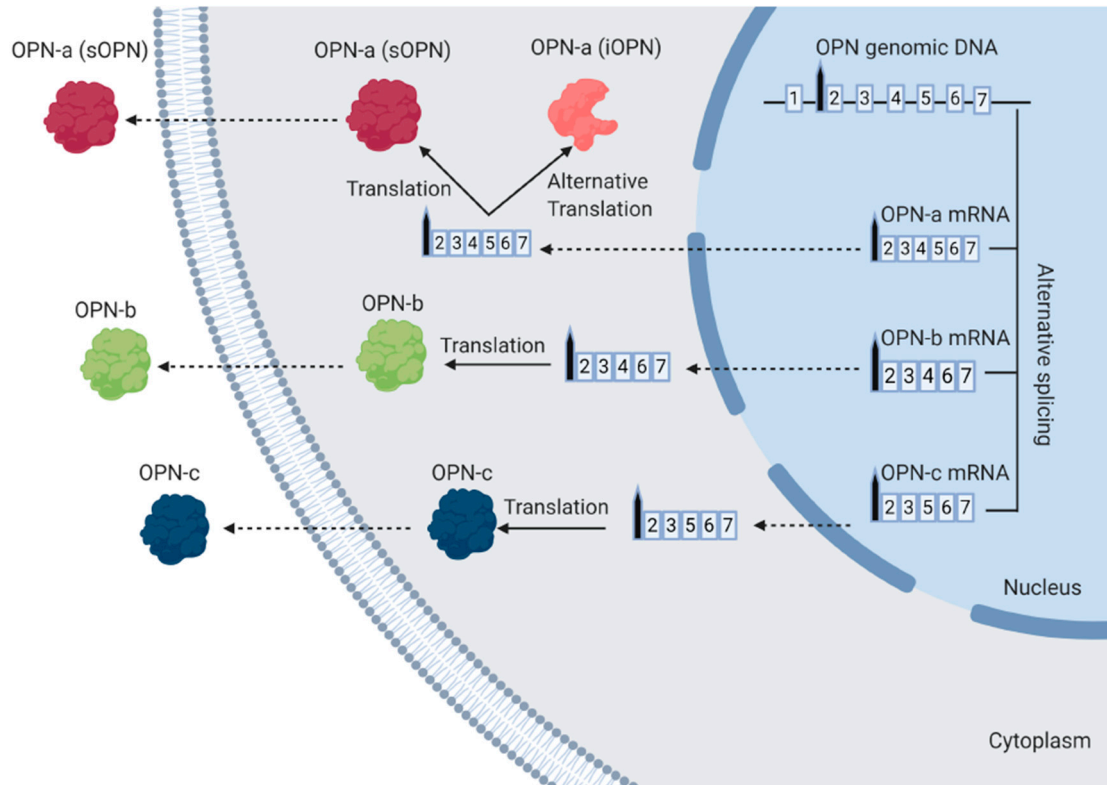 OPN-a (sOPN)
OPN-a (sOPN)
OPN-a (iOPN)
OPN genomic DNA
1 2 3 4 5 6 7
Translation
Alternative
Translation
2 3 4 5 6 7
OPN-a mRNA
2 3 4 5 6 7
Alternative splicing
OPN-b
OPN-b
Translation
2 3 4 6 7
OPN-b mRNA
2 3 4 6 7
OPN-c
OPN-c
Translation
2 3 5 6 7
OPN-c mRNA
2 3 5 6 7
Nucleus
Cytoplasm